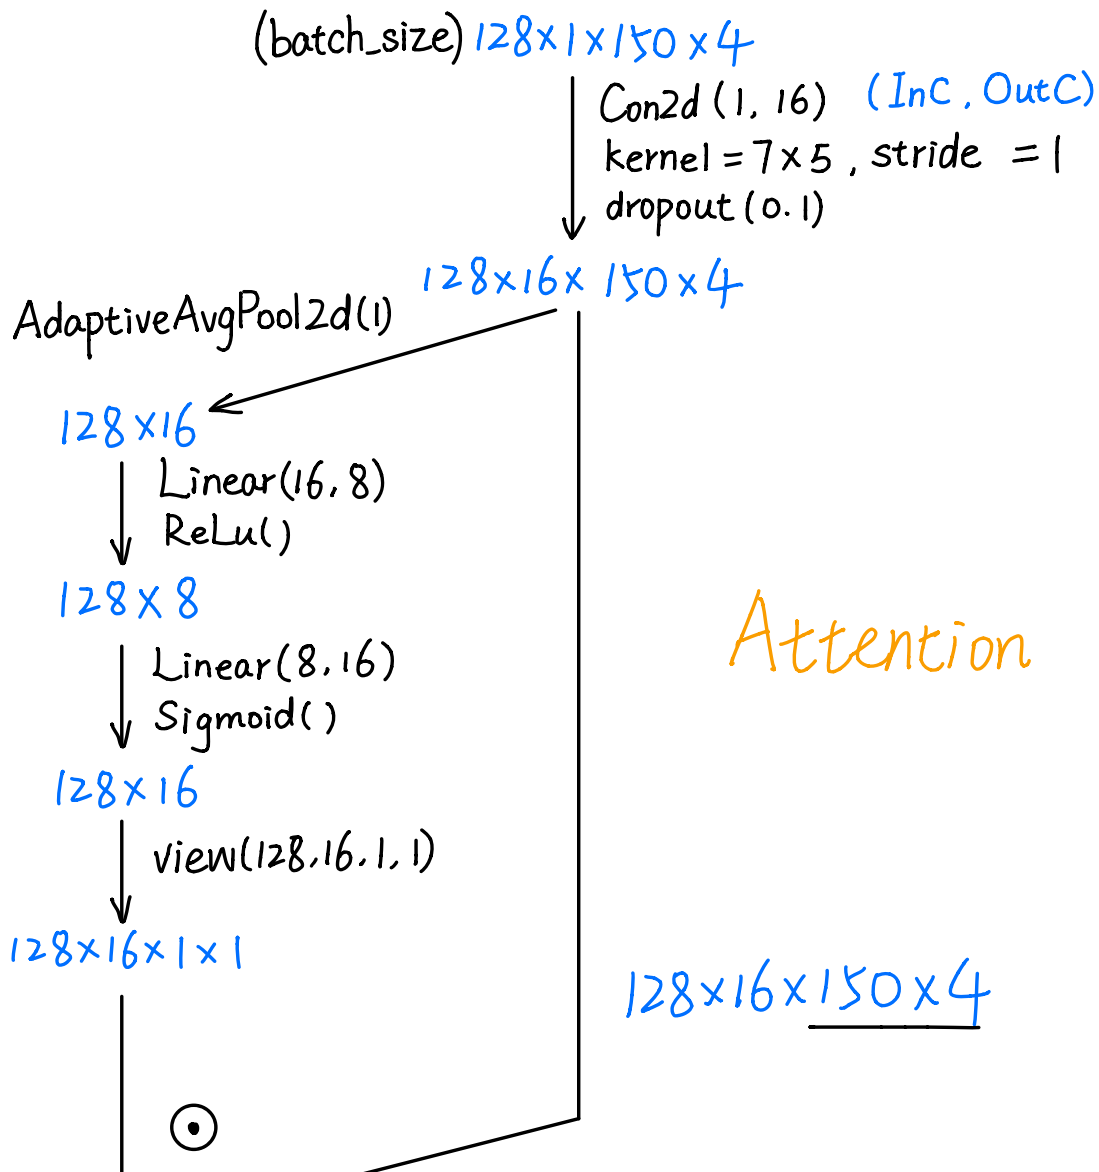 (batch_size) 128×1×150×4
Con2d (1, 16) (InC, OutC)
kernel = 7×5, stride = 1
dropout (0.1)
128×16×150×4
AdaptiveAvgPool2d(1)
128×16
Linear(16, 8)
ReLu()
128×8
Linear(8, 16)
Sigmoid()
Attention
128×16
view(128, 16, 1, 1)
128×16×1×1
128×16×150×4
⊙